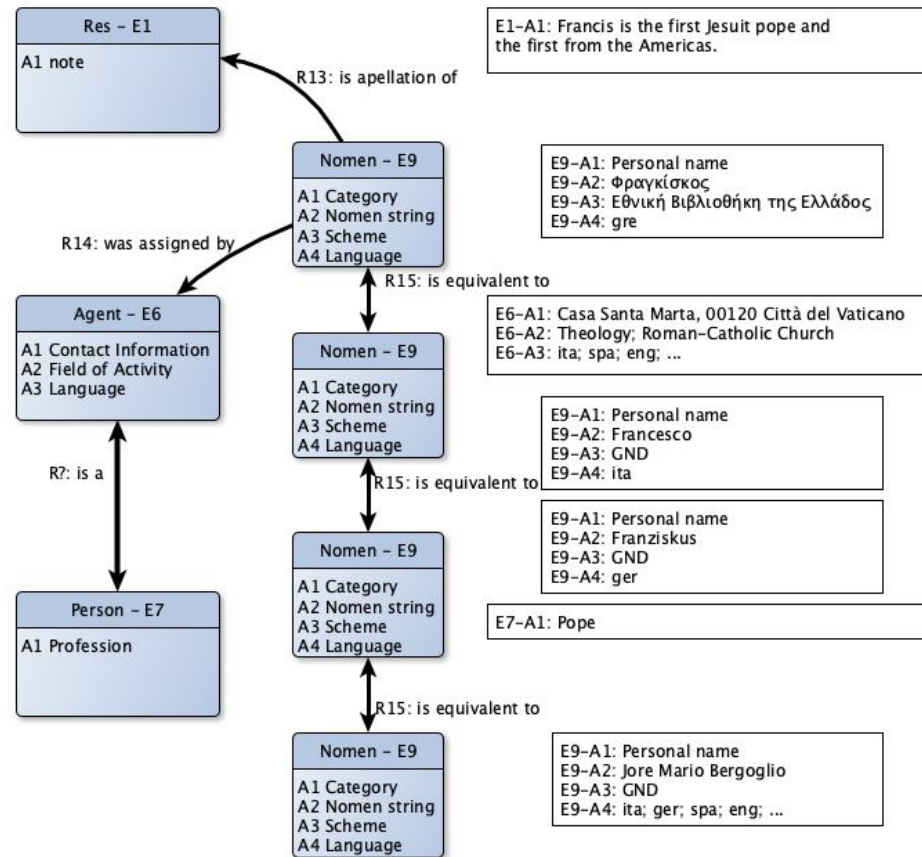 Res – E1
A1 note
E1-A1: Francis is the first Jesuit pope and
the first from the Americas.
R13: is apellation of
Nomen – E9
A1 Category
A2 Nomen string
A3 Scheme
A4 Language
E9-A1: Personal name
E9-A2: Φραγκίσκος
E9-A3: Εθνική Βιβλιοθήκη της Ελλάδος
E9-A4: gre
R14: was assigned by
R15: is equivalent to
Agent – E6
A1 Contact Information
A2 Field of Activity
A3 Language
E6-A1: Casa Santa Marta, 00120 Città del Vaticano
E6-A2: Theology; Roman-Catholic Church
E6-A3: ita; spa; eng; ...
Nomen – E9
A1 Category
A2 Nomen string
A3 Scheme
A4 Language
E9-A1: Personal name
E9-A2: Francesco
E9-A3: GND
E9-A4: ita
R?: is a
R15: is equivalent to
Nomen – E9
A1 Category
A2 Nomen string
A3 Scheme
A4 Language
E9-A1: Personal name
E9-A2: Franziskus
E9-A3: GND
E9-A4: ger
Person – E7
A1 Profession
E7-A1: Pope
R15: is equivalent to
Nomen – E9
A1 Category
A2 Nomen string
A3 Scheme
A4 Language
E9-A1: Personal name
E9-A2: Jore Mario Bergoglio
E9-A3: GND
E9-A4: ita; ger; spa; eng; ...